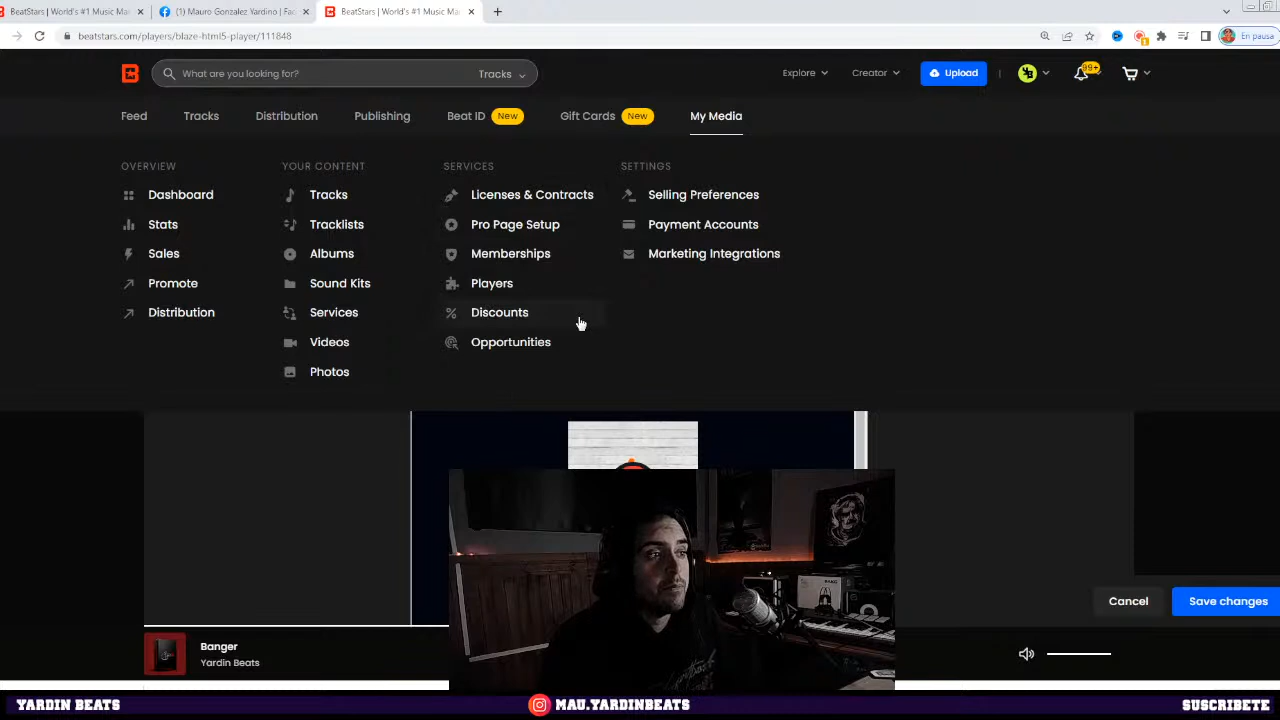 BeatStars | World's #1 Music Mar
(1) Mauro Gonzalez Yardino | Fac
BeatStars | World's #1 Music Mar
beatstars.com/players/blaze-html5-player/111848
En pausa
What are you looking for?
Tracks
Explore
Creator
Upload
99+
Feed
Tracks
Distribution
Publishing
Beat ID
New
Gift Cards
New
My Media
OVERVIEW
Dashboard
Stats
Sales
Promote
Distribution
YOUR CONTENT
Tracks
Tracklists
Albums
Sound Kits
Services
Videos
Photos
SERVICES
Licenses & Contracts
Pro Page Setup
Memberships
Players
Discounts
Opportunities
SETTINGS
Selling Preferences
Payment Accounts
Marketing Integrations
Cancel
Save changes
Banger
Yardin Beats
YARDIN BEATS
MAU.YARDINBEATS
SUSCRIBETE